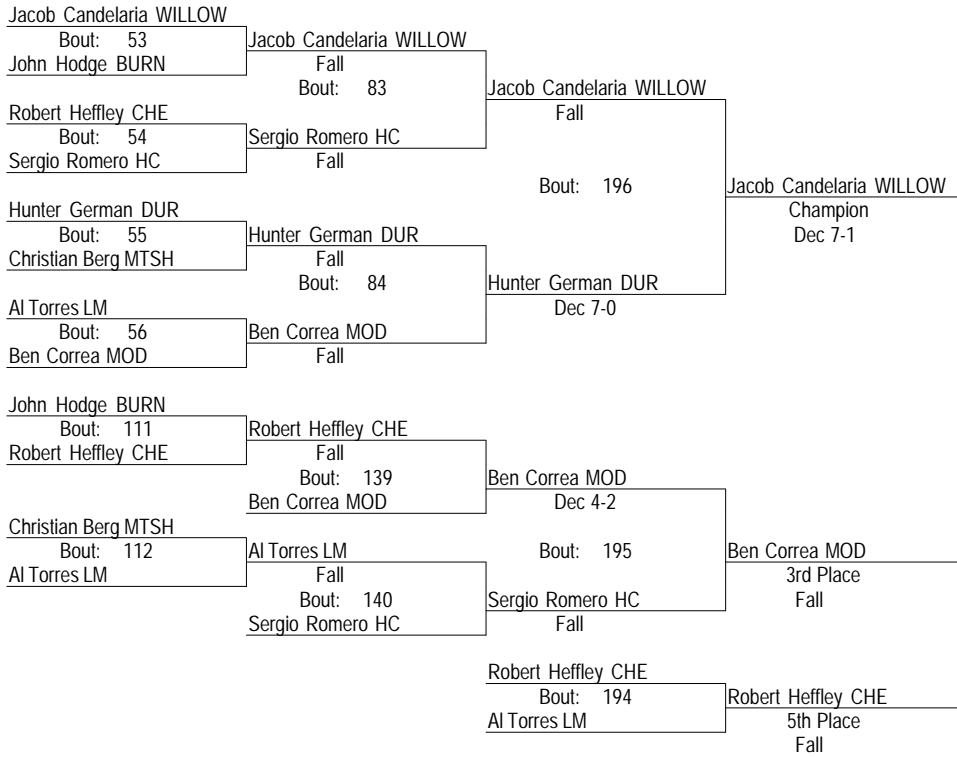 Jacob Candelaria WILLOW
Bout: 53
Jacob Candelaria WILLOW
John Hodge BURN
Fall
Bout: 83
Jacob Candelaria WILLOW
Robert Heffley CHE
Fall
Bout: 54
Sergio Romero HC
Sergio Romero HC
Fall
Bout: 196
Jacob Candelaria WILLOW
Hunter German DUR
Champion
Bout: 55
Hunter German DUR
Dec 7-1
Christian Berg MTSH
Fall
Bout: 84
Hunter German DUR
Al Torres LM
Dec 7-0
Bout: 56
Ben Correa MOD
Ben Correa MOD
Fall
John Hodge BURN
Bout: 111
Robert Heffley CHE
Robert Heffley CHE
Fall
Bout: 139
Ben Correa MOD
Ben Correa MOD
Dec 4-2
Christian Berg MTSH
Bout: 112
Al Torres LM
Bout: 195
Ben Correa MOD
Al Torres LM
Fall
3rd Place
Bout: 140
Sergio Romero HC
Fall
Sergio Romero HC
Fall
Robert Heffley CHE
Bout: 194
Robert Heffley CHE
Al Torres LM
5th Place
Fall